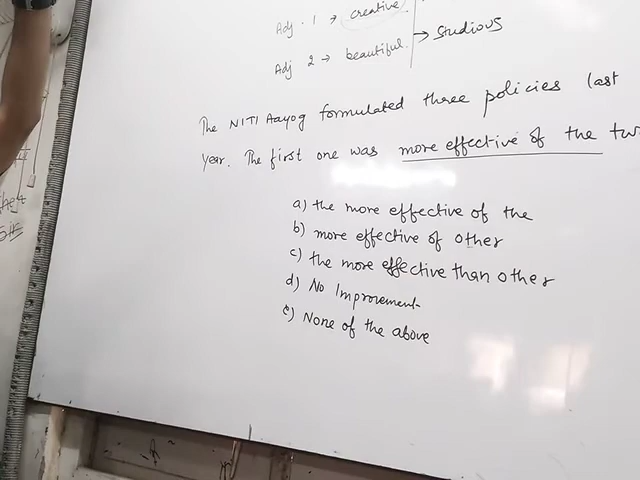 Adj. 1 → creative.
Adj 2 → beautiful. → Studious
The NITI Aayog formulated three policies last
year. The first one was more effective of the tw
a) the more effective of the
b) more effective of other
c) the more effective than other
d) No Improvement
e) None of the above